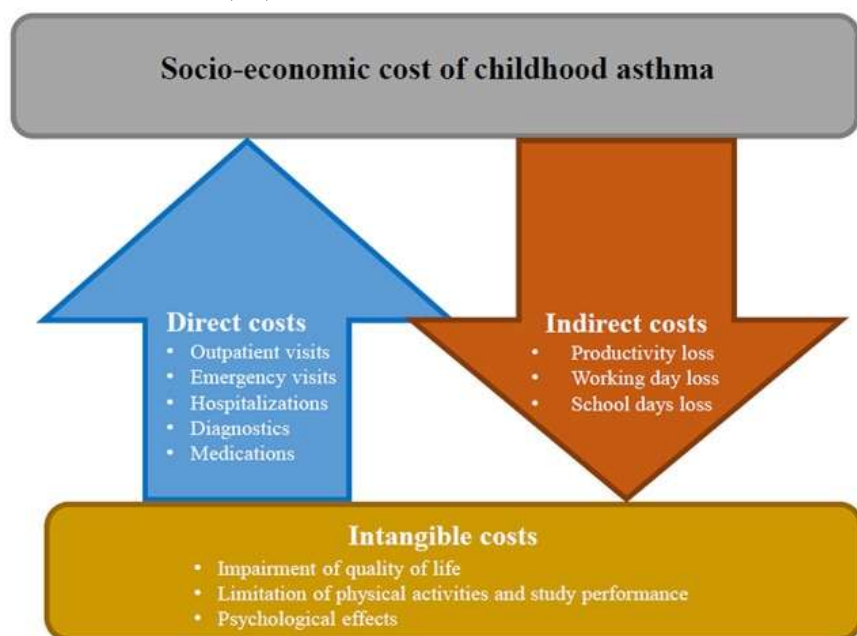 Socio-economic cost of childhood asthma
Direct costs
• Outpatient visits
• Emergency visits
• Hospitalizations
• Diagnostics
• Medications
Indirect costs
• Productivity loss
• Working day loss
• School days loss
Intangible costs
• Impairment of quality of life
• Limitation of physical activities and study performance
• Psychological effects